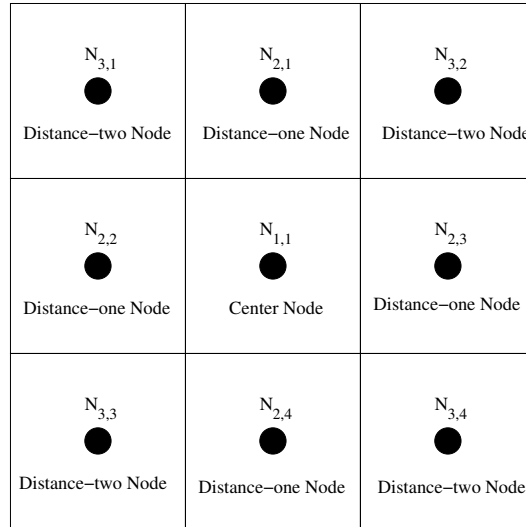 N3,1 N2,1 N3,2
Distance−two Node Distance−one Node Distance−two Node
N2,2 N1,1 N2,3
Distance−one Node Center Node Distance−one Node
N3,3 N2,4 N3,4
Distance−two Node Distance−one Node Distance−two Node